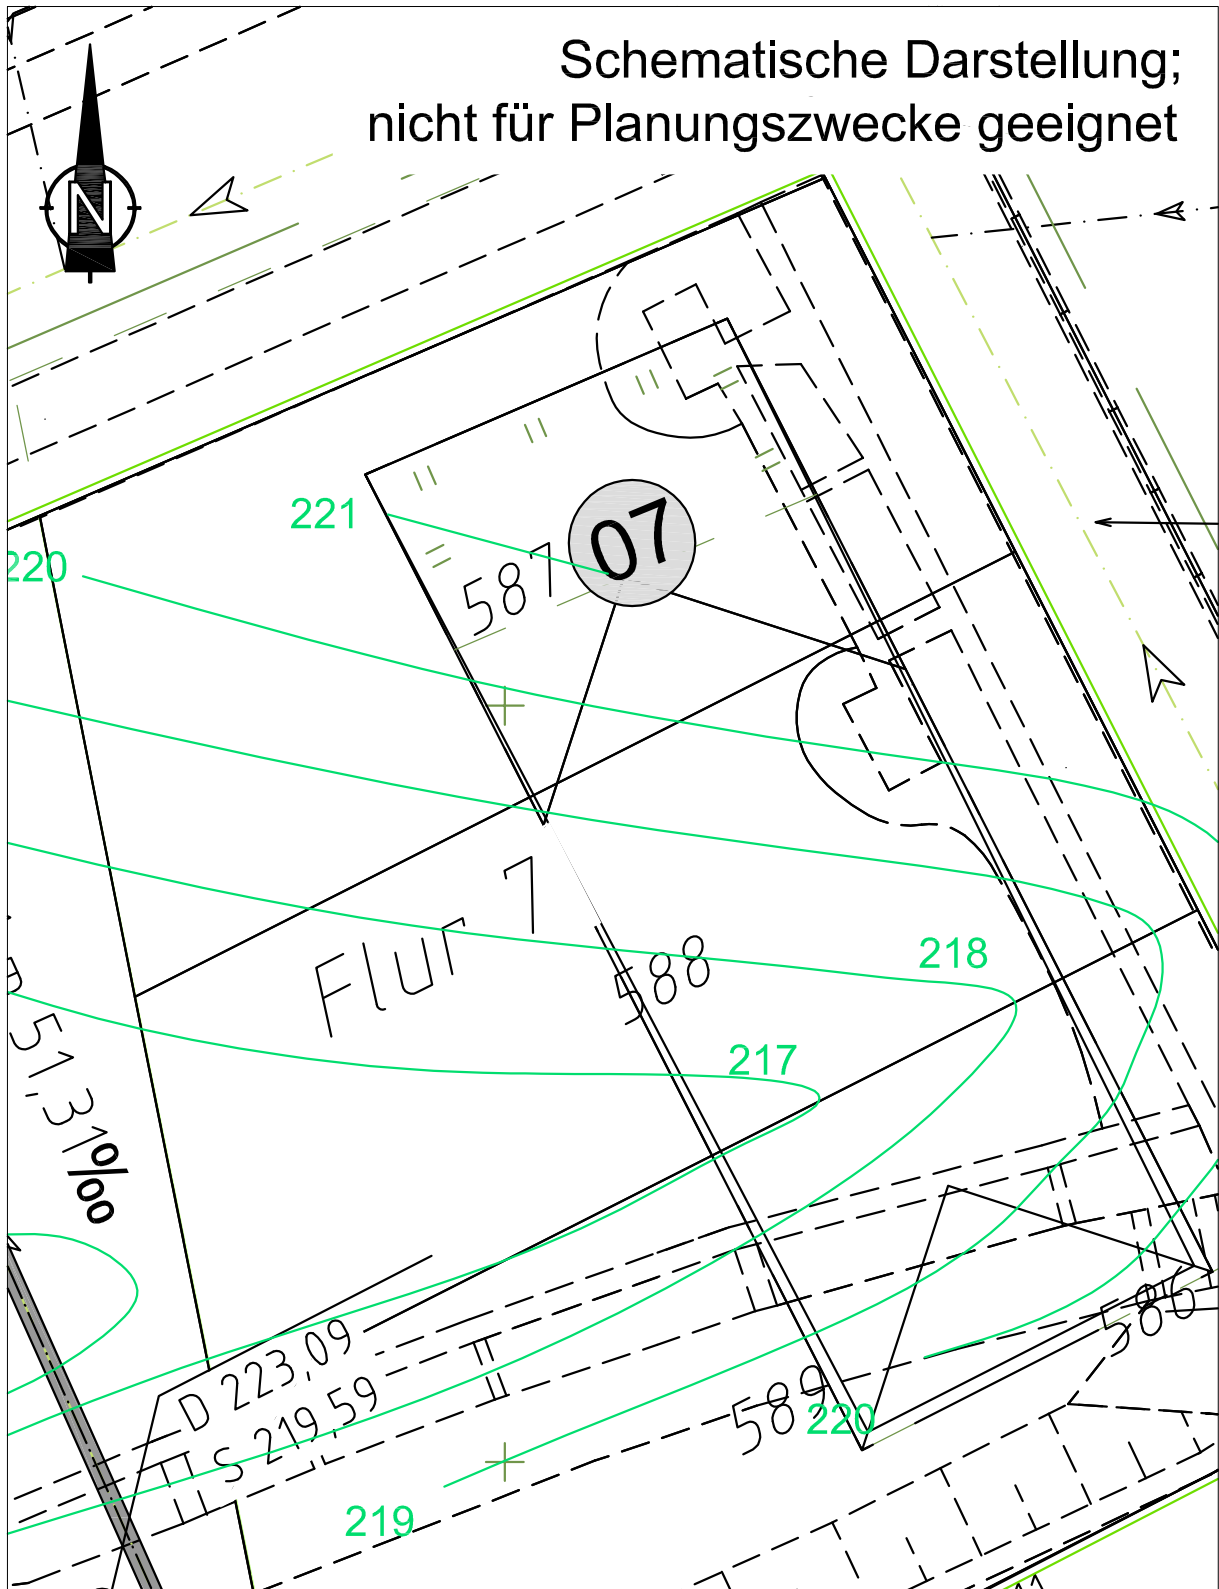 Schematische Darstellung;
nicht für Planungszwecke geeignet
N
221
07
220
587
Flur 7
588
218
217
51,31‰
D 223,09
S 219,59
586
589
220
219